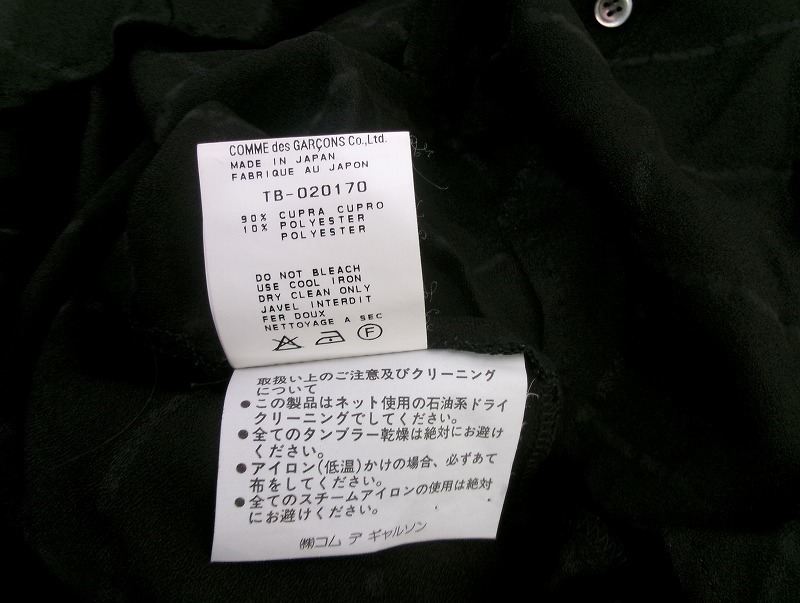 COMME des GARÇONS Co., Ltd.
MADE IN JAPAN
FABRIQUE AU JAPON
TB-020170
90% CUPRA CUPRO
10% POLYESTER
POLYESTER
DO NOT BLEACH
USE COOL IRON
DRY CLEAN ONLY
JAVEL INTERDIT
FER DOUX
NETTOYAGE A SEC
F
取扱い上のご注意及びクリーニング
について
●この製品はネット使用の石油系ドライ
クリーニングでしてください。
●全てのタンブラー乾燥は絶対にお避け
ください。
●アイロン(低温)かけの場合、必ずあて
布をしてください。
●全てのスチームアイロンの使用は絶対
にお避けください。
㈱コム デ ギャルソン